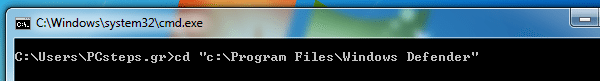 C:\Windows\system32\cmd.exe
C:\Users\PCsteps.gr>cd "c:\Program Files\Windows Defender"